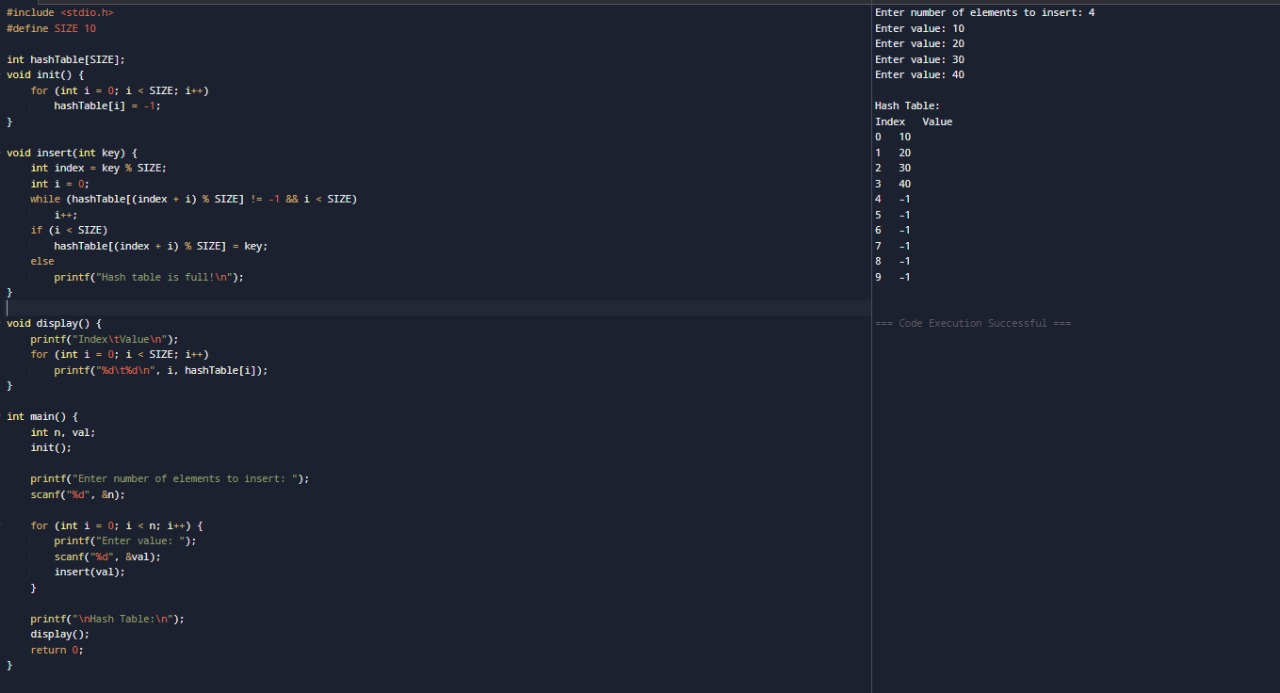 #include <stdio.h>
#define SIZE 10
int hashTable[SIZE];
void init() {
    for (int i = 0; i < SIZE; i++)
        hashTable[i] = -1;
}
void insert(int key) {
    int index = key % SIZE;
    int i = 0;
    while (hashTable[(index + i) % SIZE] != -1 && i < SIZE)
        i++;
    if (i < SIZE)
        hashTable[(index + i) % SIZE] = key;
    else
        printf("Hash table is full!\n");
}
void display() {
    printf("Index\tValue\n");
    for (int i = 0; i < SIZE; i++)
        printf("%d\t%d\n", i, hashTable[i]);
}
int main() {
    int n, val;
    init();
    printf("Enter number of elements to insert: ");
    scanf("%d", &n);
    for (int i = 0; i < n; i++) {
        printf("Enter value: ");
        scanf("%d", &val);
        insert(val);
    }
    printf("\nHash Table:\n");
    display();
    return 0;
}
Enter number of elements to insert: 4
Enter value: 10
Enter value: 20
Enter value: 30
Enter value: 40
Hash Table:
Index Value
0 10
1 20
2 30
3 40
4 -1
5 -1
6 -1
7 -1
8 -1
9 -1
=== Code Execution Successful ===